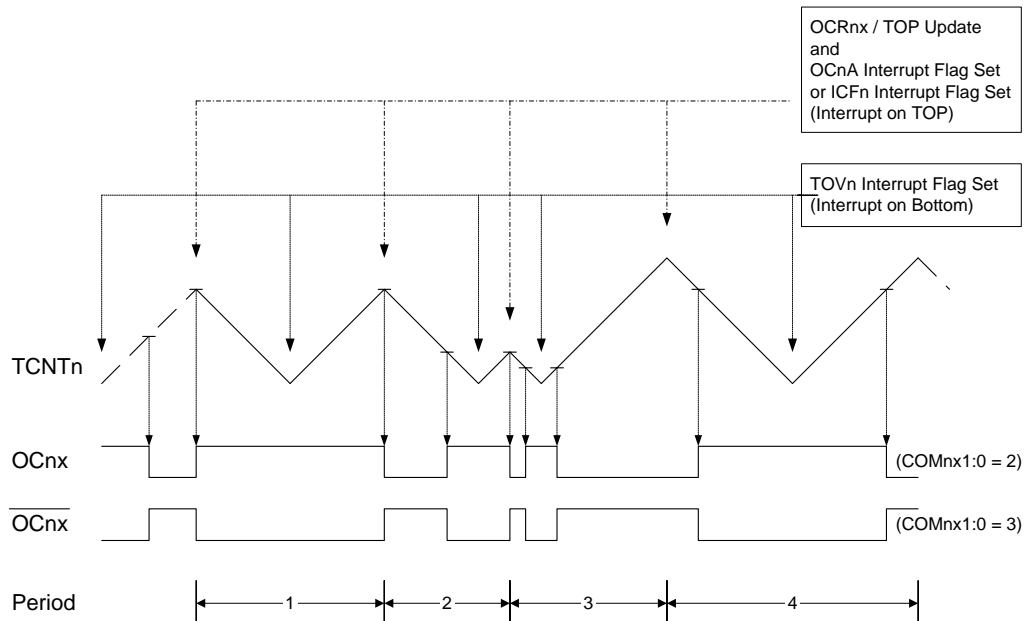 OCRnx / TOP Update
and
OCnA Interrupt Flag Set
or ICFn Interrupt Flag Set
(Interrupt on TOP)
TOVn Interrupt Flag Set
(Interrupt on Bottom)
TCNTn
OCnx
(COMnx1:0 = 2)
OCnx
(COMnx1:0 = 3)
Period
1
2
3
4